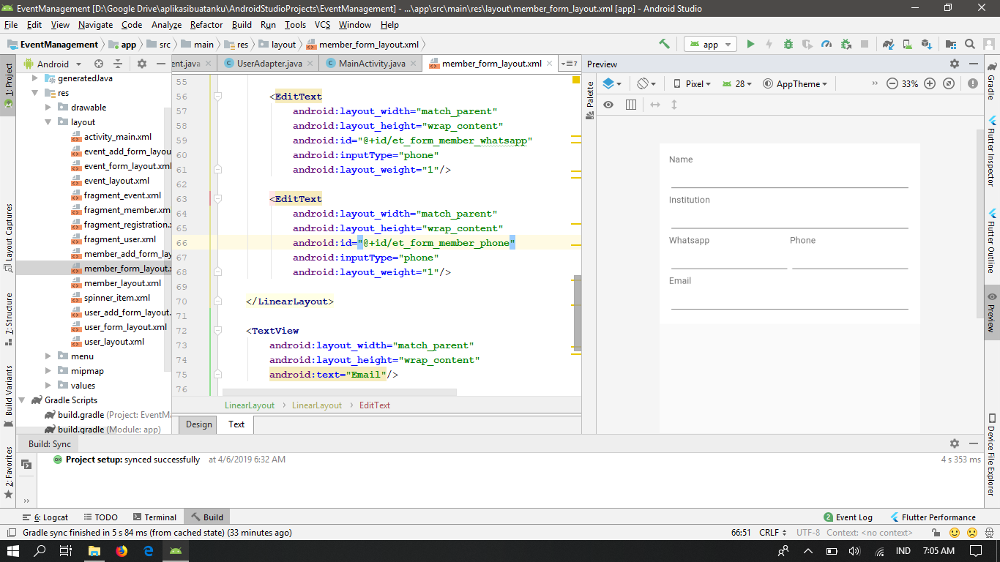 EventManagement [D:\Google Drive\aplikasibuatanku\AndroidStudioProjects\EventManagement] - ...\app\src\main\res\layout\member_form_layout.xml [app] - Android Studio
File Edit View Navigate Code Analyze Refactor Build Run Tools VCS Window Help
EventManagement app src main res layout member_form_layout.xml
app
1: Project
Layout Captures
7: Structure
Build Variants
2: Favorites
Android
generatedJava
res
drawable
layout
activity_main.xml
event_add_form_layou
event_form_layout.xml
event_layout.xml
fragment_event.xml
fragment_member.xm
fragment_registration.
fragment_user.xml
member_add_form_lay
member_form_layout.x
member_layout.xml
spinner_item.xml
user_add_form_layout.
user_form_layout.xml
user_layout.xml
menu
mipmap
values
Gradle Scripts
build.gradle (Project: EventMa
build.gradle (Module: app)
ent.java UserAdapter.java MainActivity.java member_form_layout.xml 7
55
56 <EditText
57 android:layout_width="match_parent"
58 android:layout_height="wrap_content"
59 android:id="@+id/et_form_member_whatsapp"
60 android:inputType="phone"
61 android:layout_weight="1"/>
62
63 <EditText
64 android:layout_width="match_parent"
65 android:layout_height="wrap_content"
66 android:id="@+id/et_form_member_phone"
67 android:inputType="phone"
68 android:layout_weight="1"/>
69
70 </LinearLayout>
71
72 <TextView
73 android:layout_width="match_parent"
74 android:layout_height="wrap_content"
75 android:text="Email"/>
76
LinearLayout LinearLayout EditText
Design Text
Preview
Palette
Pixel 28 AppTheme 33%
Name
Institution
Whatsapp Phone
Email
Gradle
Flutter Inspector
Flutter Outline
Preview
Device File Explorer
Build: Sync
OK Project setup: synced successfully at 4/6/2019 6:32 AM 4 s 353 ms
6: Logcat TODO Terminal Build 2 Event Log Flutter Performance
Gradle sync finished in 5 s 84 ms (from cached state) (33 minutes ago) 66:51 CRLF UTF-8 Context: <no context>
IND 7:05 AM